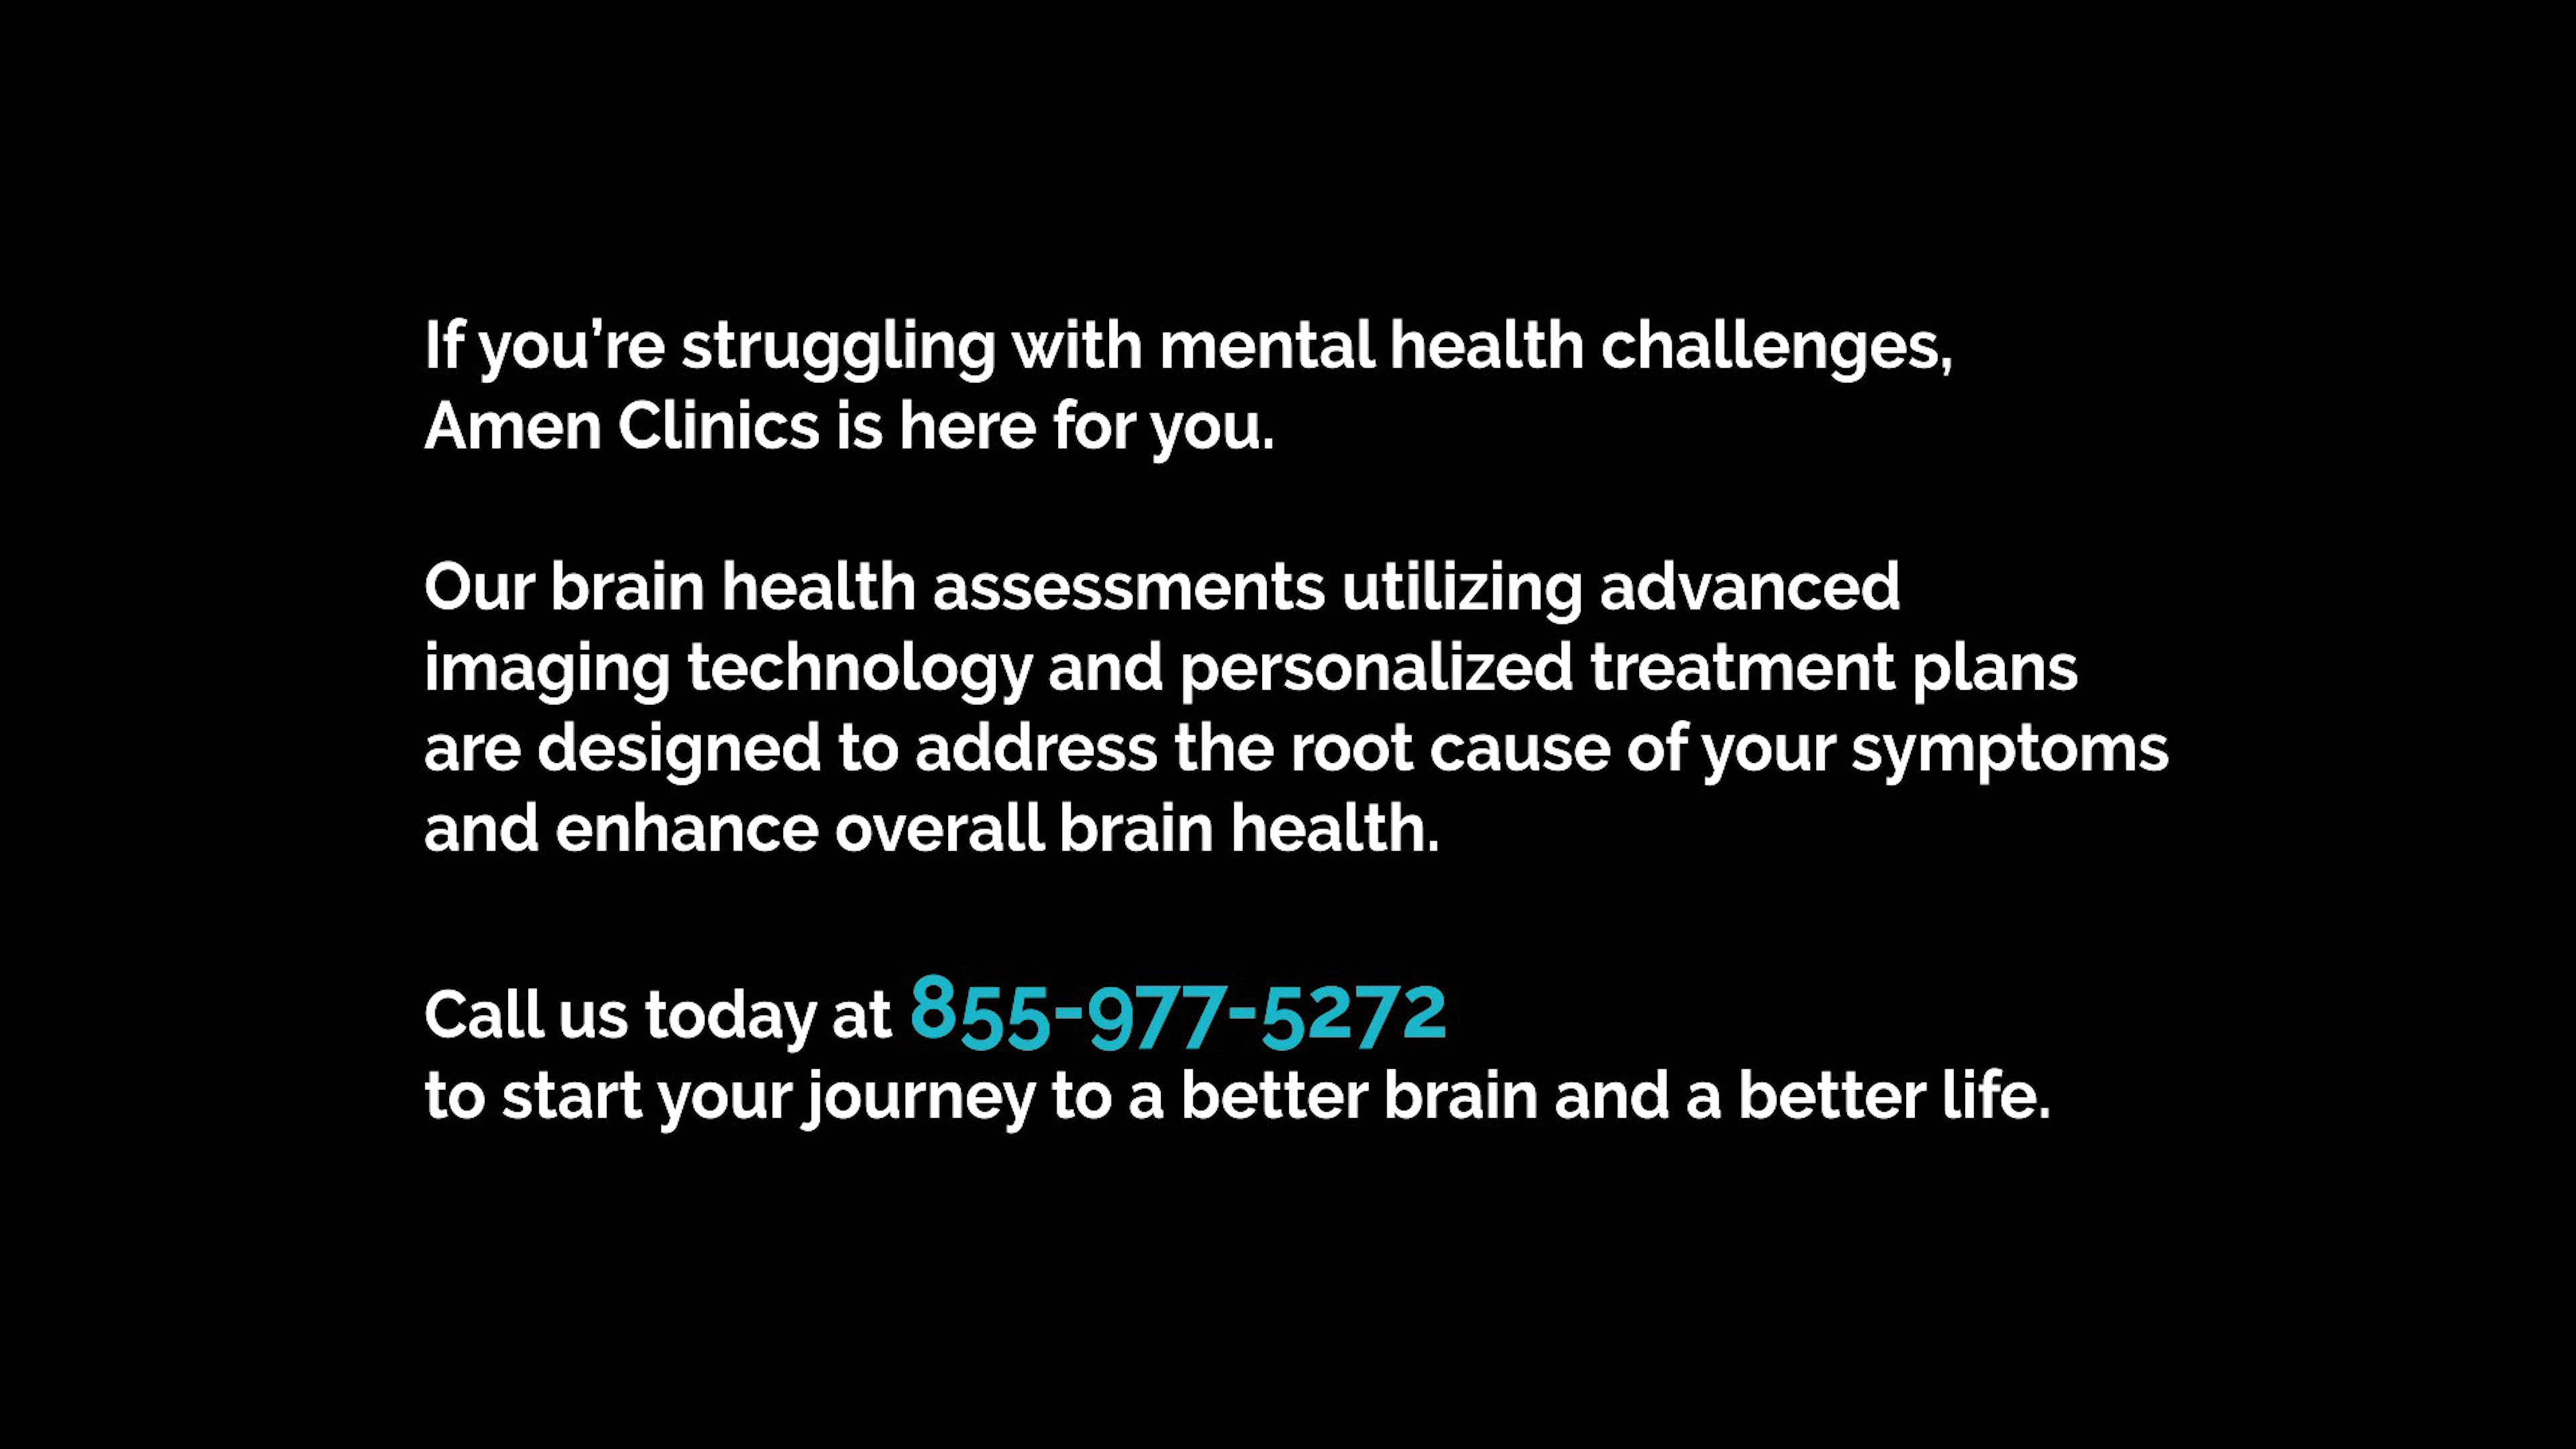 If you’re struggling with mental health challenges,
Amen Clinics is here for you.
Our brain health assessments utilizing advanced
imaging technology and personalized treatment plans
are designed to address the root cause of your symptoms
and enhance overall brain health.
Call us today at 855-977-5272
to start your journey to a better brain and a better life.